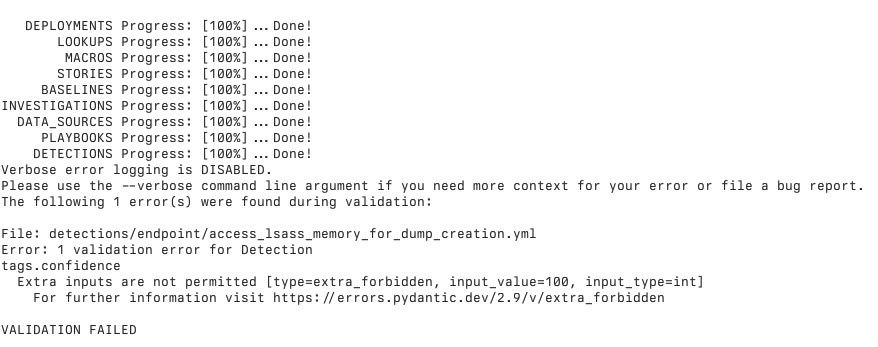 DEPLOYMENTS Progress: [100%]...Done!
LOOKUPS Progress: [100%]...Done!
MACROS Progress: [100%]...Done!
STORIES Progress: [100%]...Done!
BASELINES Progress: [100%]...Done!
INVESTIGATIONS Progress: [100%]...Done!
DATA_SOURCES Progress: [100%]...Done!
PLAYBOOKS Progress: [100%]...Done!
DETECTIONS Progress: [100%]...Done!
Verbose error logging is DISABLED.
Please use the --verbose command line argument if you need more context for your error or file a bug report.
The following 1 error(s) were found during validation:
File: detections/endpoint/access_lsass_memory_for_dump_creation.yml
Error: 1 validation error for Detection
tags.confidence
Extra inputs are not permitted [type=extra_forbidden, input_value=100, input_type=int]
For further information visit https://errors.pydantic.dev/2.9/v/extra_forbidden
VALIDATION FAILED